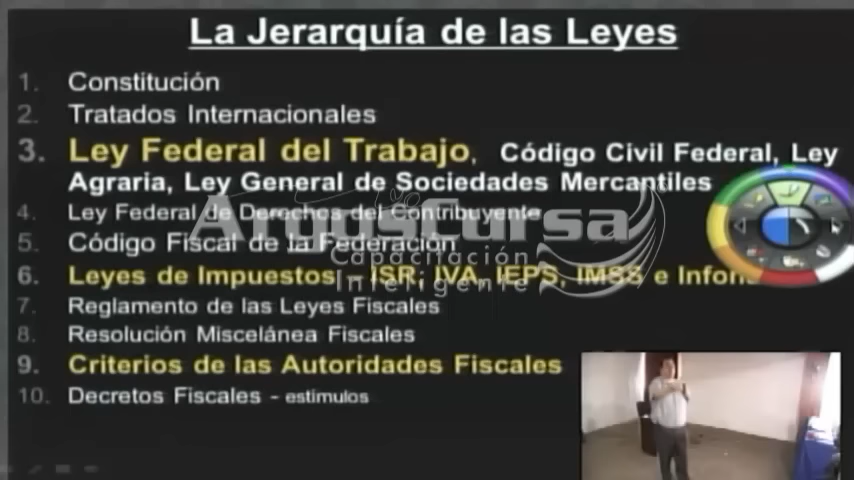 La Jerarquía de las Leyes
1. Constitución
2. Tratados Internacionales
3. Ley Federal del Trabajo, Código Civil Federal, Ley
Agraria, Ley General de Sociedades Mercantiles
4. Ley Federal de Derechos del Contribuyente
5. Código Fiscal de la Federación
6. Leyes de Impuestos – ISR, IVA, IEPS, IMSS e
7. Reglamento de las Leyes Fiscales
8. Resolución Miscelánea Fiscales
9. Criterios de las Autoridades Fiscales
10. Decretos Fiscales - estimulos
ArgusCursa
Capacitación
Inteligente